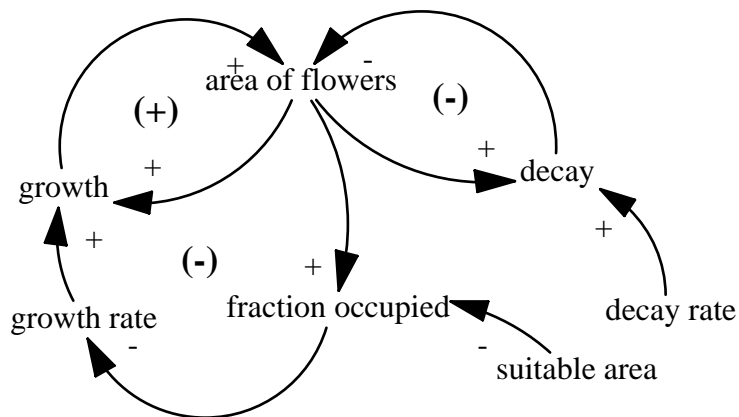 + -
area of flowers
(+) (-)
+ +
growth decay
+ +
(-)
+
growth rate fraction occupied decay rate
- -
suitable area